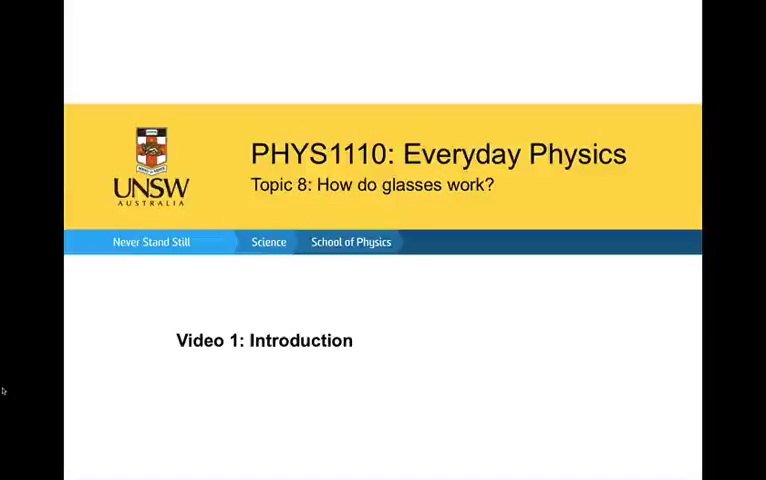 PHYS1110: Everyday Physics
Topic 8: How do glasses work?
UNSW
AUSTRALIA
Never Stand Still
Science
School of Physics
Video 1: Introduction